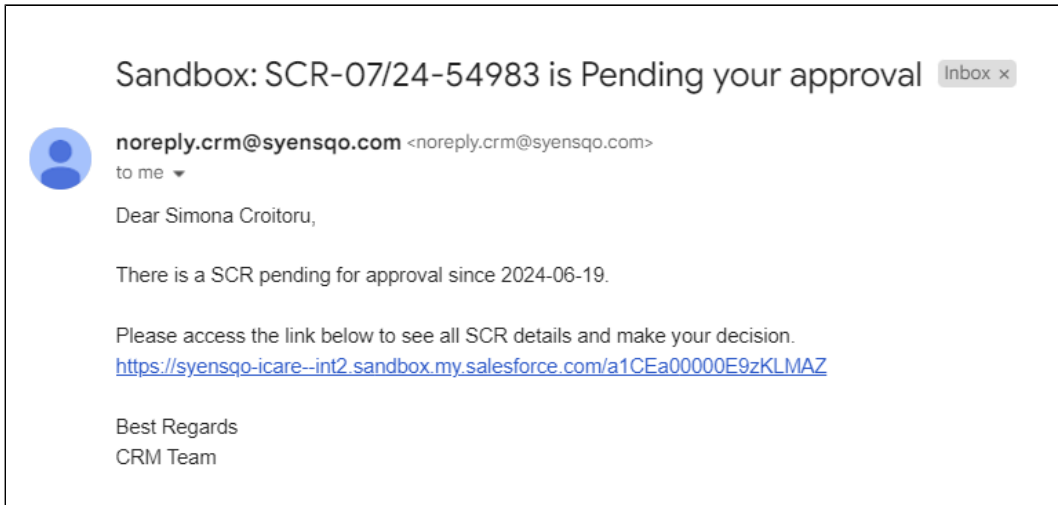 Sandbox: SCR-07/24-54983 is Pending your approval Inbox ×
noreply.crm@syensqo.com <noreply.crm@syensqo.com>
to me
Dear Simona Croitoru,
There is a SCR pending for approval since 2024-06-19.
Please access the link below to see all SCR details and make your decision.
https://syensqo-icare--int2.sandbox.my.salesforce.com/a1CEa00000E9zKLMAZ
Best Regards
CRM Team